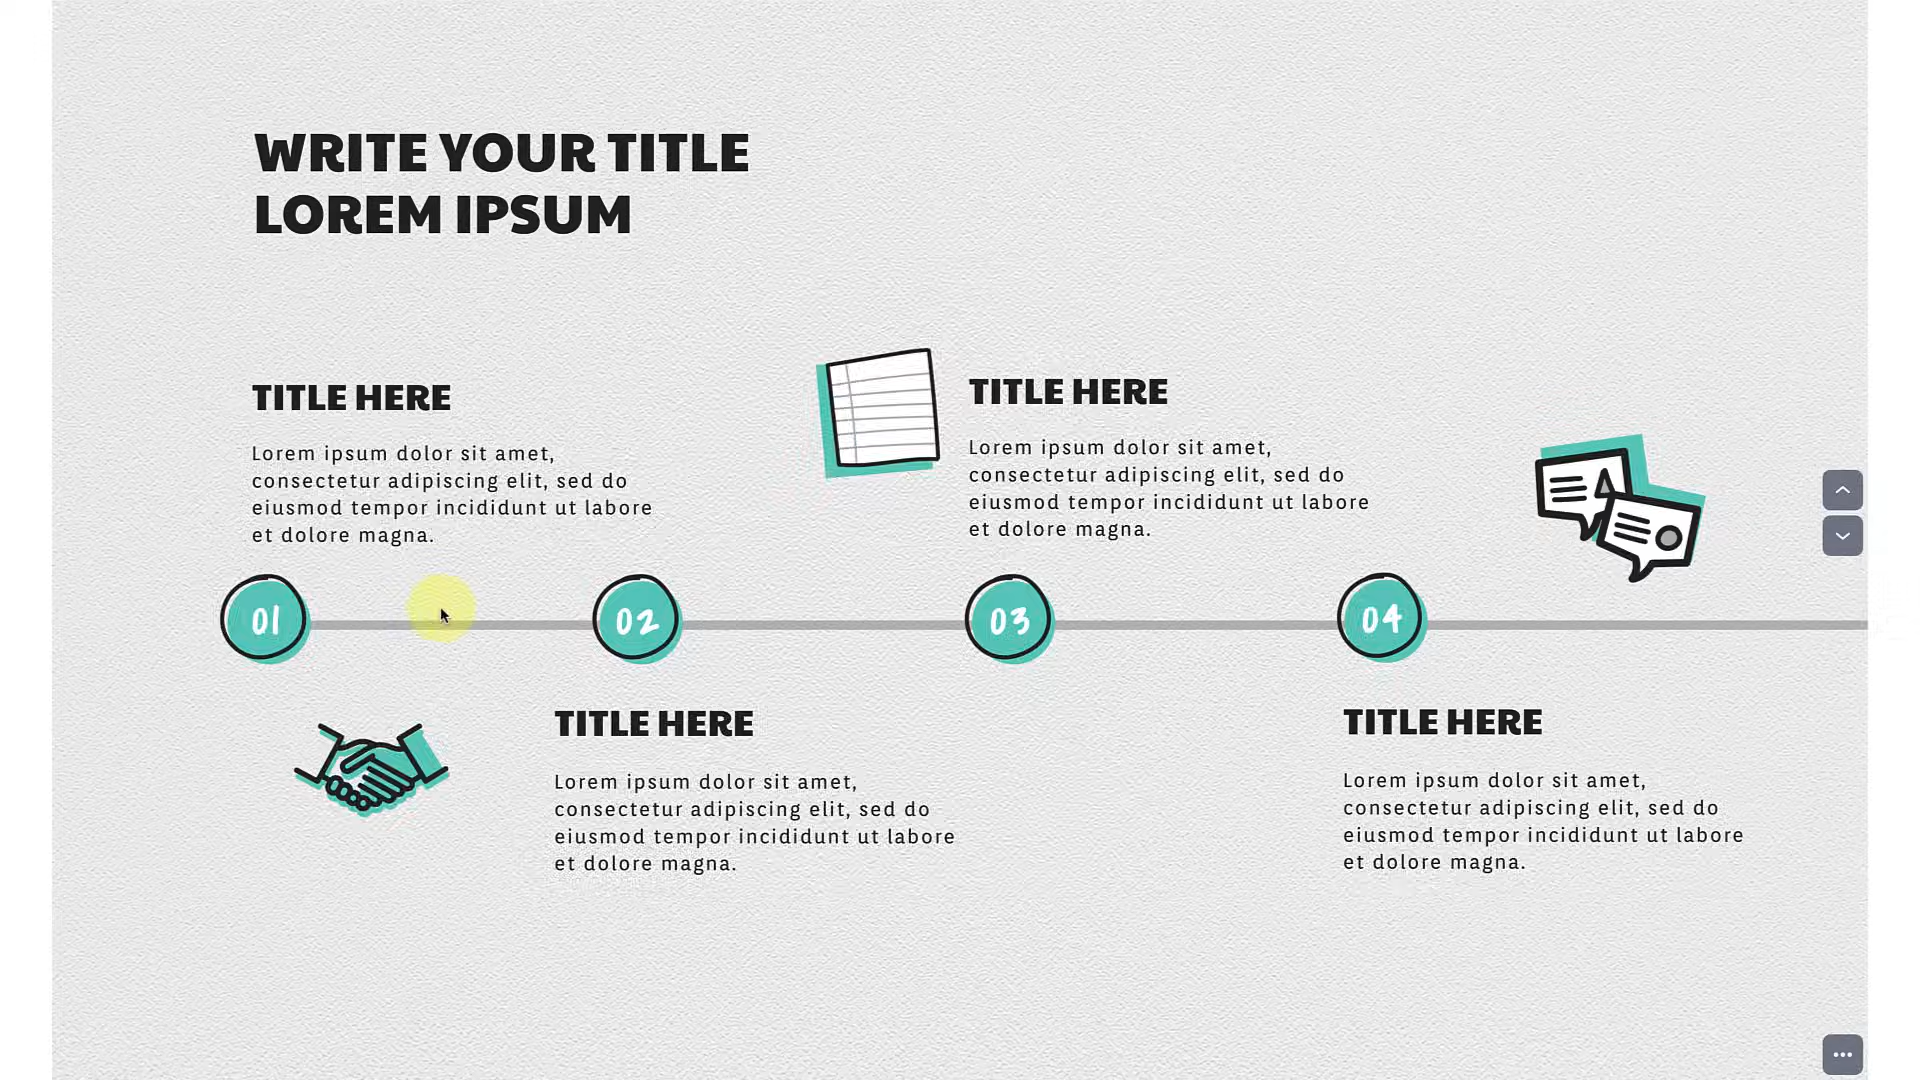 WRITE YOUR TITLE
LOREM IPSUM
TITLE HERE
Lorem ipsum dolor sit amet,
consectetur adipiscing elit, sed do
eiusmod tempor incididunt ut labore
et dolore magna.
TITLE HERE
Lorem ipsum dolor sit amet,
consectetur adipiscing elit, sed do
eiusmod tempor incididunt ut labore
et dolore magna.
01
02
03
04
TITLE HERE
Lorem ipsum dolor sit amet,
consectetur adipiscing elit, sed do
eiusmod tempor incididunt ut labore
et dolore magna.
TITLE HERE
Lorem ipsum dolor sit amet,
consectetur adipiscing elit, sed do
eiusmod tempor incididunt ut labore
et dolore magna.